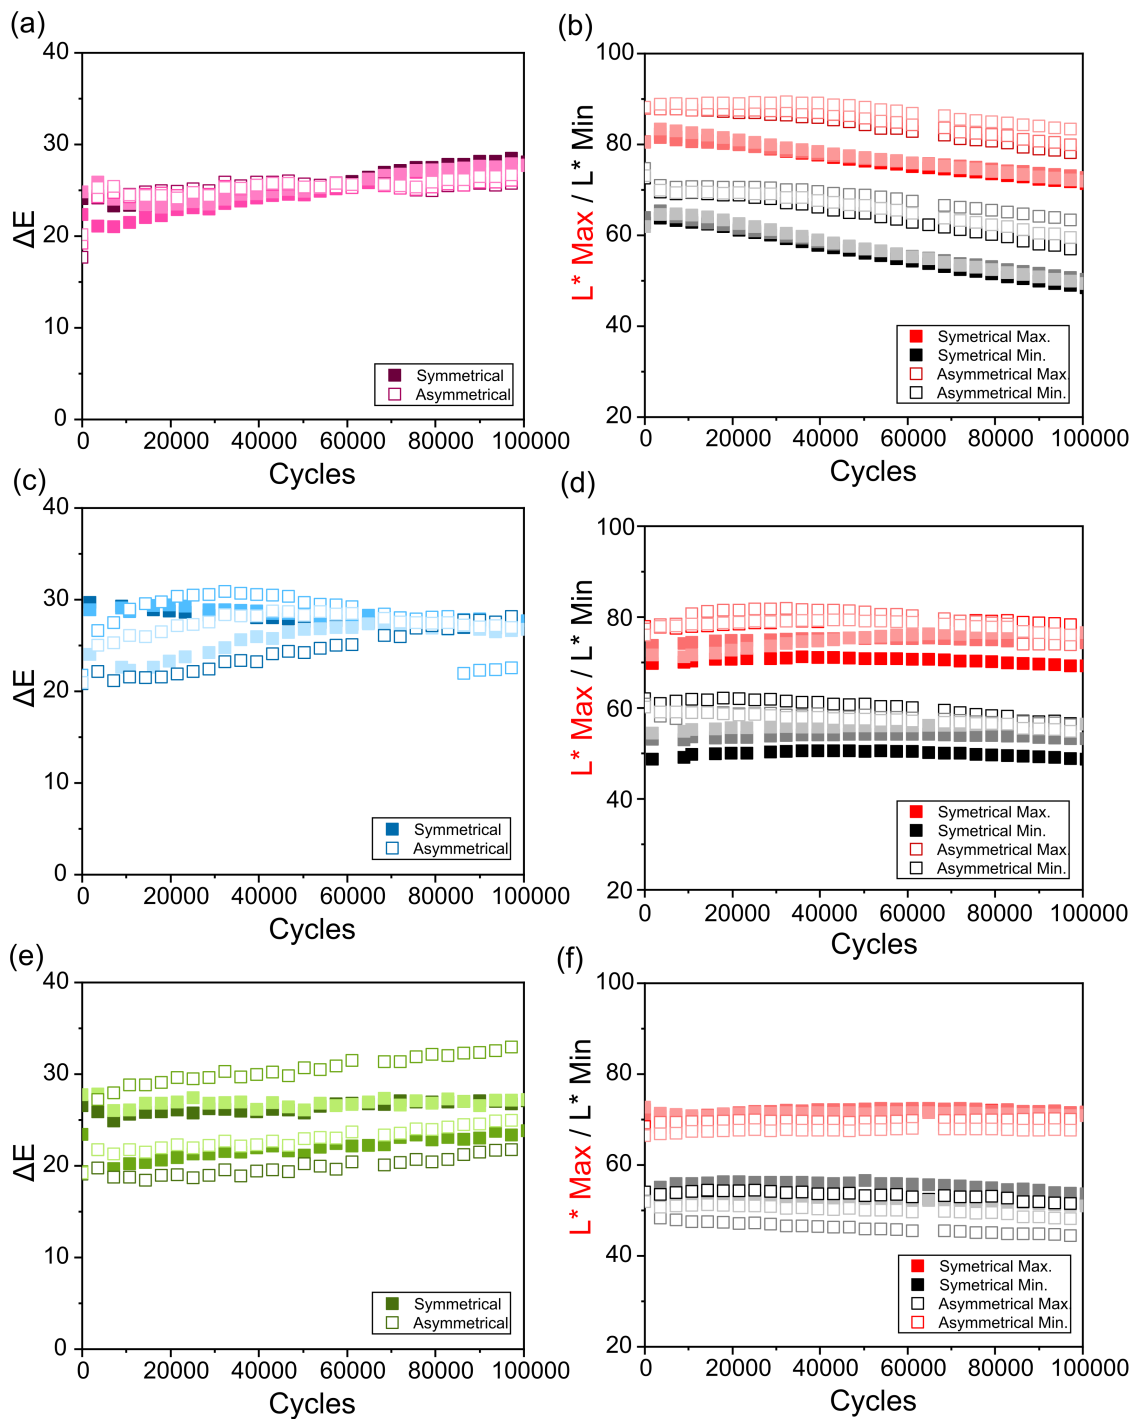 (a)
40
30
20
10
0
ΔE
Symmetrical
Asymmetrical
0 20000 40000 60000 80000 100000
Cycles
(b)
100
80
60
40
20
L* Max / L* Min
Symetrical Max.
Symetrical Min.
Asymmetrical Max.
Asymmetrical Min.
0 20000 40000 60000 80000 100000
Cycles
(c)
40
30
20
10
0
ΔE
Symmetrical
Asymmetrical
0 20000 40000 60000 80000 100000
Cycles
(d)
100
80
60
40
20
L* Max / L* Min
Symetrical Max.
Symetrical Min.
Asymmetrical Max.
Asymmetrical Min.
0 20000 40000 60000 80000 100000
Cycles
(e)
40
30
20
10
0
ΔE
Symmetrical
Asymmetrical
0 20000 40000 60000 80000 100000
Cycles
(f)
100
80
60
40
20
L* Max / L* Min
Symetrical Max.
Symetrical Min.
Asymmetrical Max.
Asymmetrical Min.
0 20000 40000 60000 80000 100000
Cycles